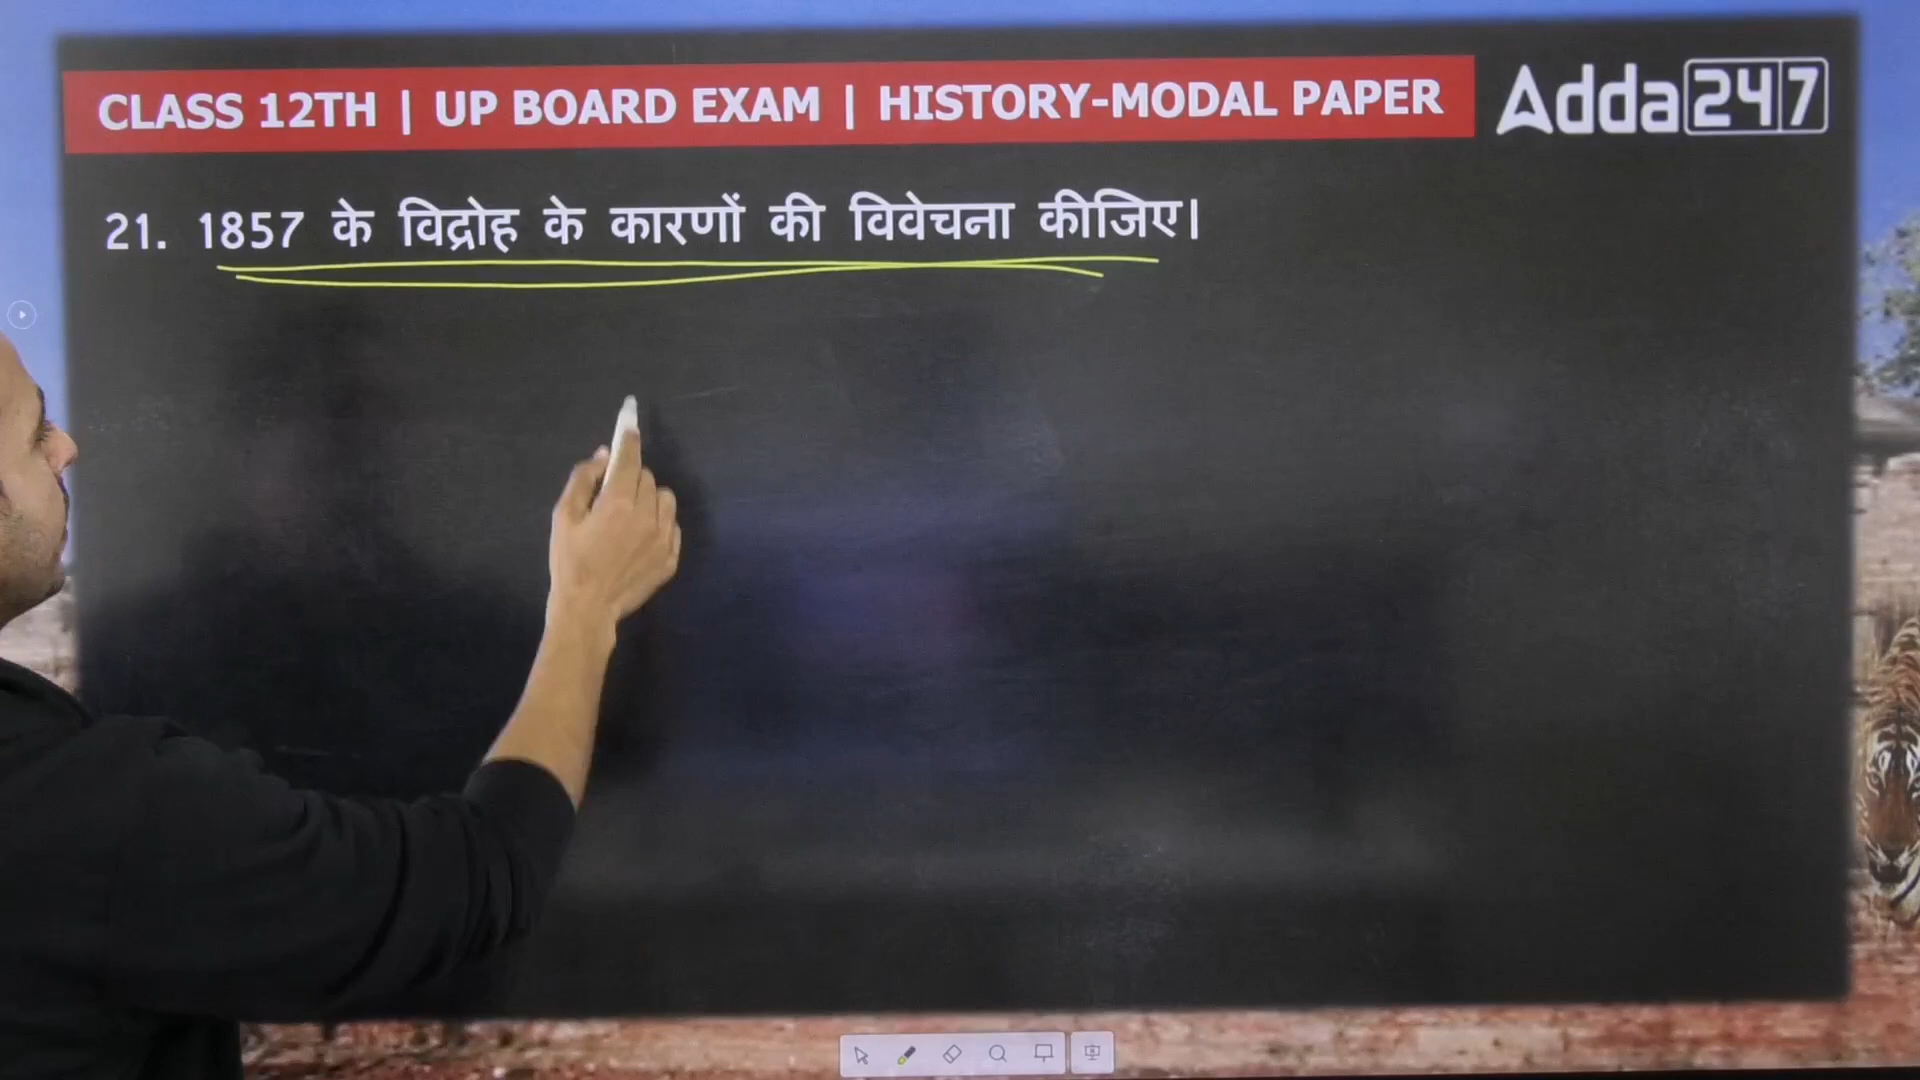 CLASS 12TH | UP BOARD EXAM | HISTORY-MODAL PAPER
Adda247
21. 1857 के विद्रोह के कारणों की विवेचना कीजिए।